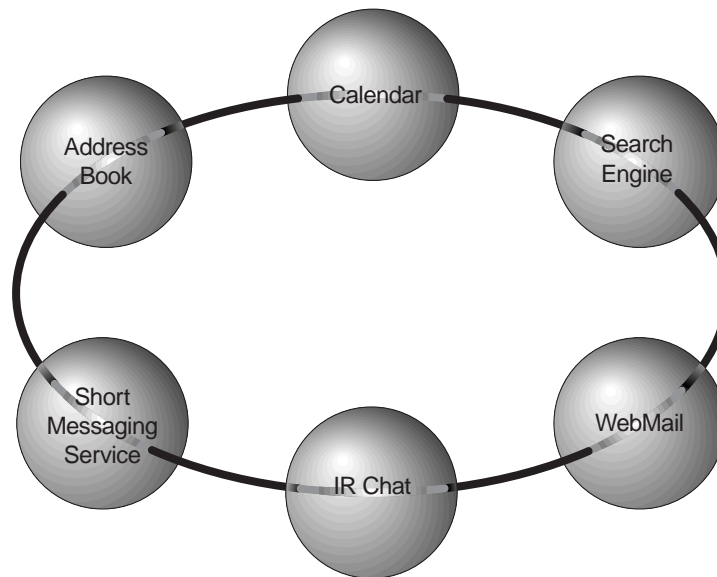 Calendar
Address
Book
Search
Engine
Short
Messaging
Service
WebMail
IR Chat